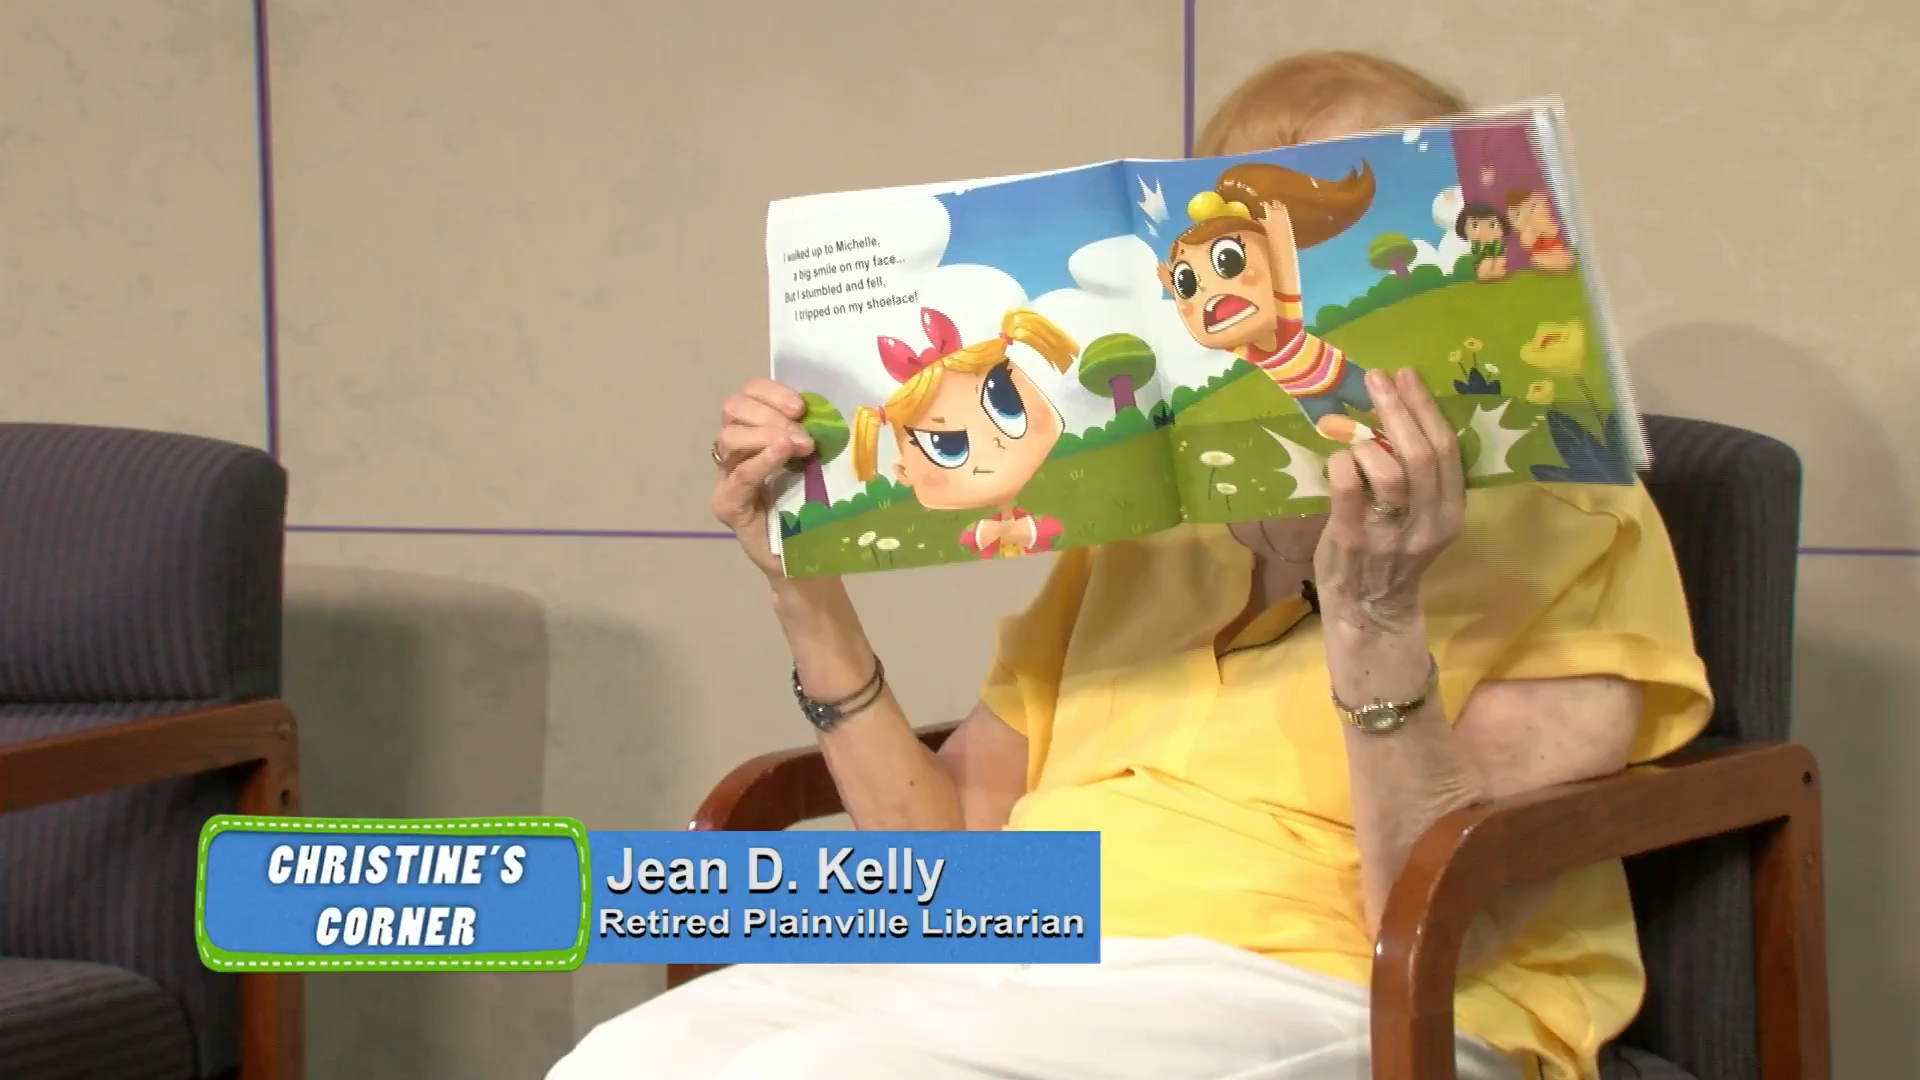 I walked up to Michelle,
a big smile on my face...
But I stumbled and fell,
I tripped on my shoelace!
CHRISTINE'S
CORNER
Jean D. Kelly
Retired Plainville Librarian